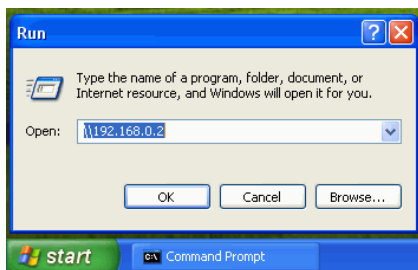 Run
Type the name of a program, folder, document, or
Internet resource, and Windows will open it for you.
Open: \\192.168.0.2
OK Cancel Browse...
start Command Prompt